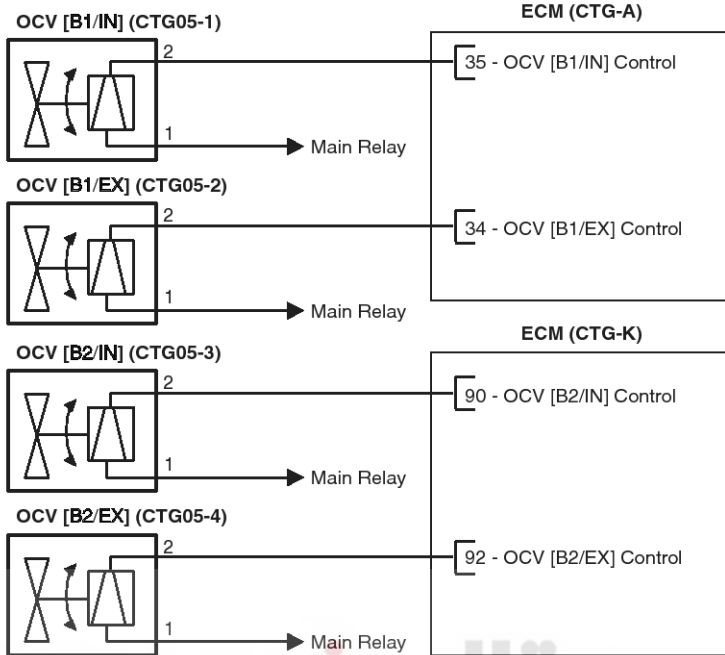 OCV [B1/IN] (CTG05-1)
ECM (CTG-A)
2
35 - OCV [B1/IN] Control
1
Main Relay
OCV [B1/EX] (CTG05-2)
2
34 - OCV [B1/EX] Control
1
Main Relay
ECM (CTG-K)
OCV [B2/IN] (CTG05-3)
2
90 - OCV [B2/IN] Control
1
Main Relay
OCV [B2/EX] (CTG05-4)
2
92 - OCV [B2/EX] Control
1
Main Relay